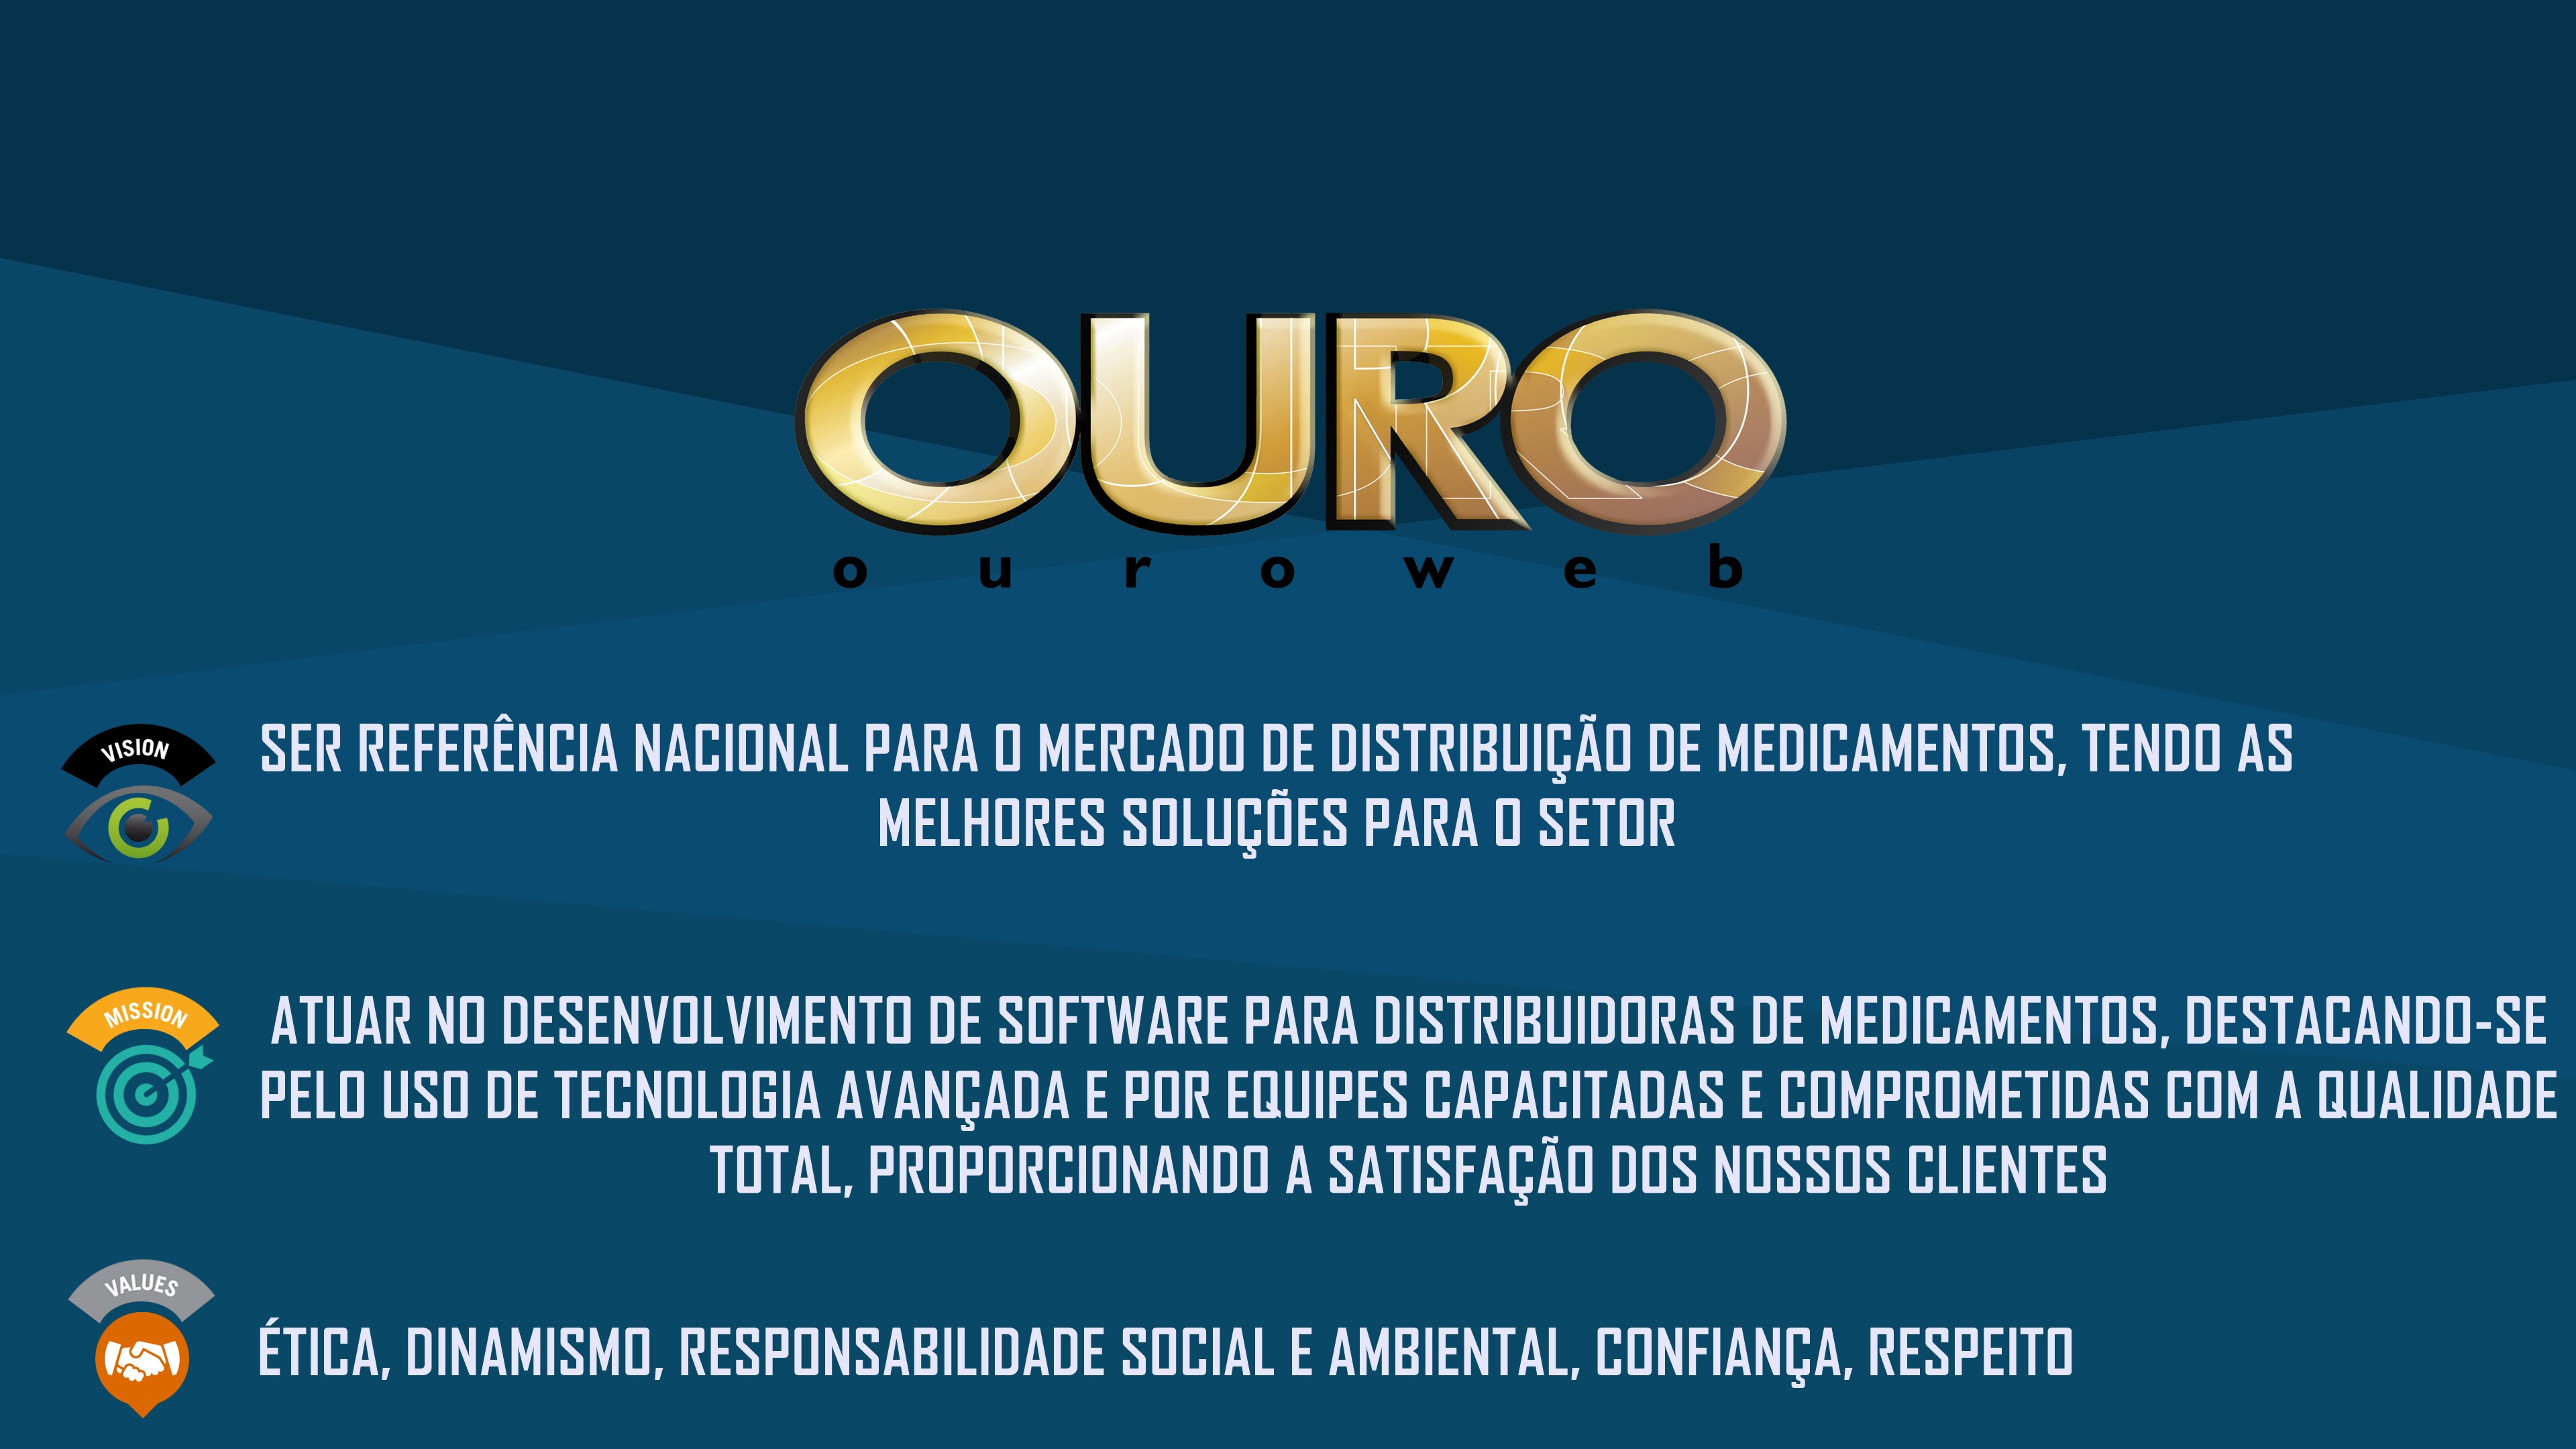 OURO
ouroweb
VISION
SER REFERÊNCIA NACIONAL PARA O MERCADO DE DISTRIBUIÇÃO DE MEDICAMENTOS, TENDO AS
MELHORES SOLUÇÕES PARA O SETOR
MISSION
ATUAR NO DESENVOLVIMENTO DE SOFTWARE PARA DISTRIBUIDORAS DE MEDICAMENTOS, DESTACANDO-SE
PELO USO DE TECNOLOGIA AVANÇADA E POR EQUIPES CAPACITADAS E COMPROMETIDAS COM A QUALIDADE
TOTAL, PROPORCIONANDO A SATISFAÇÃO DOS NOSSOS CLIENTES
VALUES
ÉTICA, DINAMISMO, RESPONSABILIDADE SOCIAL E AMBIENTAL, CONFIANÇA, RESPEITO